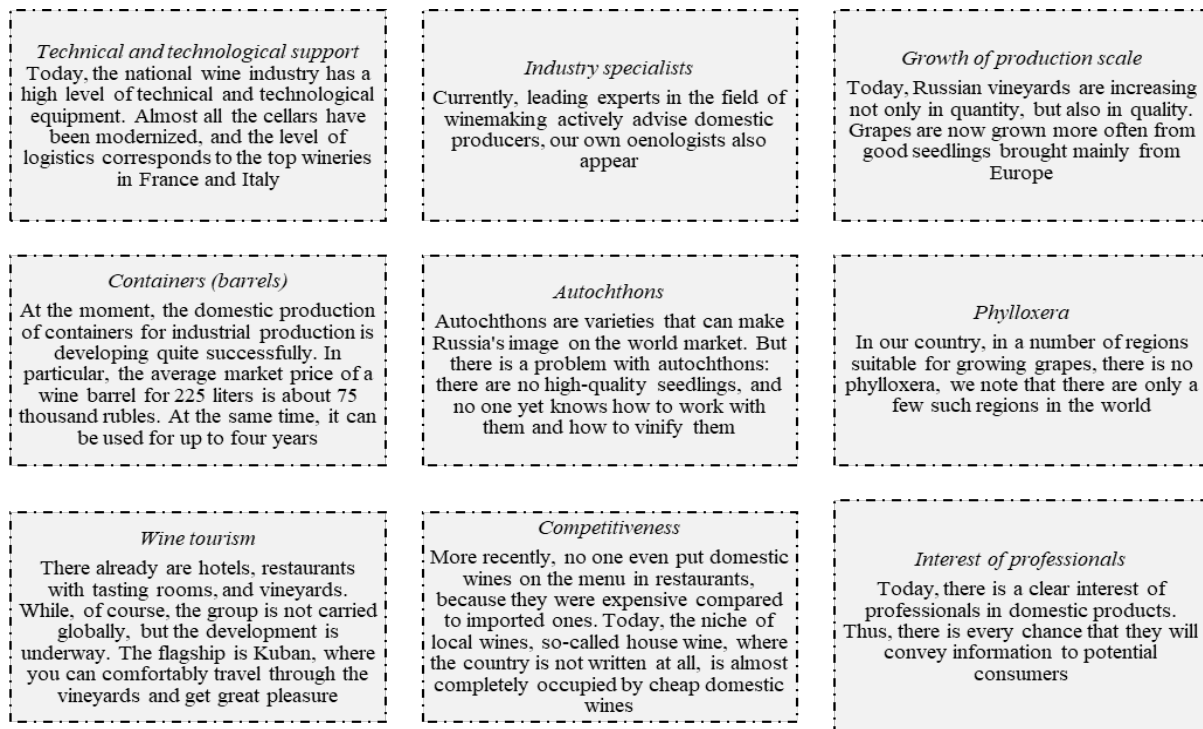 Technical and technological support
Today, the national wine industry has a
high level of technical and technological
equipment. Almost all the cellars have
been modernized, and the level of
logistics corresponds to the top wineries
in France and Italy
Industry specialists
Currently, leading experts in the field of
winemaking actively advise domestic
producers, our own oenologists also
appear
Growth of production scale
Today, Russian vineyards are increasing
not only in quantity, but also in quality.
Grapes are now grown more often from
good seedlings brought mainly from
Europe
Containers (barrels)
At the moment, the domestic production
of containers for industrial production is
developing quite successfully. In
particular, the average market price of a
wine barrel for 225 liters is about 75
thousand rubles. At the same time, it can
be used for up to four years
Autochthons
Autochthons are varieties that can make
Russia's image on the world market. But
there is a problem with autochthons:
there are no high-quality seedlings, and
no one yet knows how to work with
them and how to vinify them
Phylloxera
In our country, in a number of regions
suitable for growing grapes, there is no
phylloxera, we note that there are only a
few such regions in the world
Wine tourism
There already are hotels, restaurants
with tasting rooms, and vineyards.
While, of course, the group is not carried
globally, but the development is
underway. The flagship is Kuban, where
you can comfortably travel through the
vineyards and get great pleasure
Competitiveness
More recently, no one even put domestic
wines on the menu in restaurants,
because they were expensive compared
to imported ones. Today, the niche of
local wines, so-called house wine, where
the country is not written at all, is almost
completely occupied by cheap domestic
wines
Interest of professionals
Today, there is a clear interest of
professionals in domestic products.
Thus, there is every chance that they will
convey information to potential
consumers